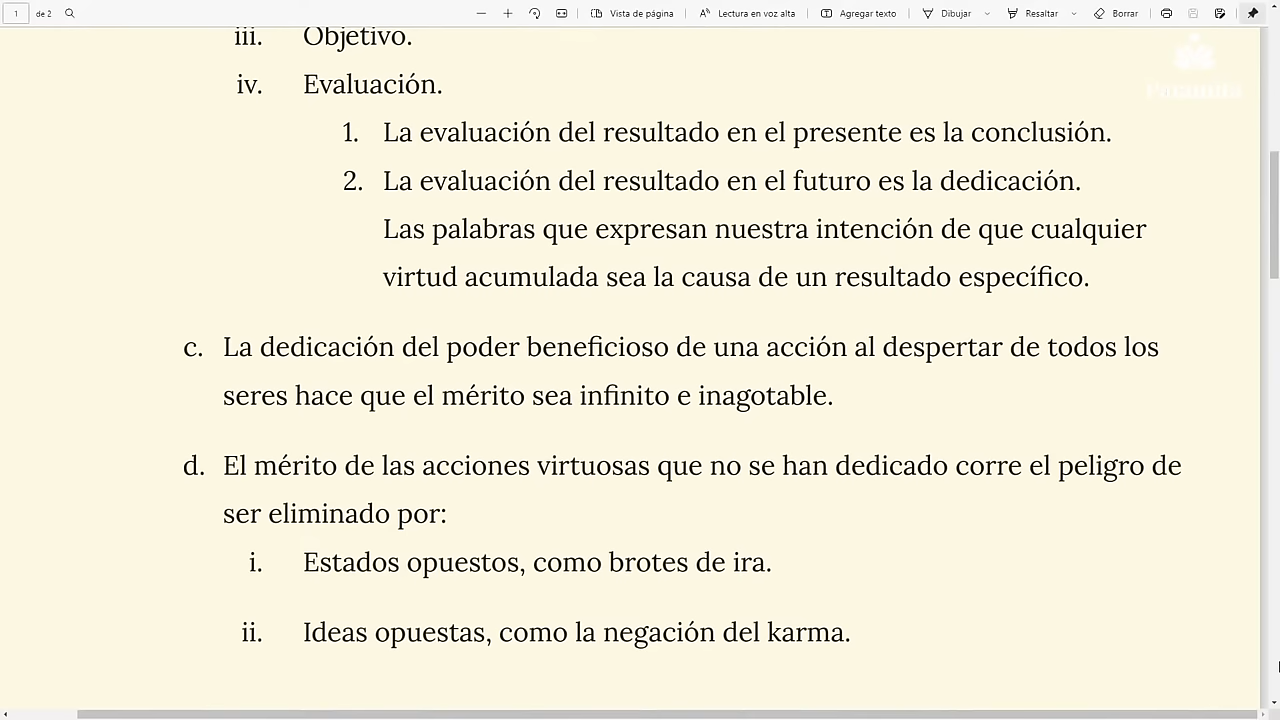 1 de 2 Vista de página Lectura en voz alta Agregar texto Dibujar Resaltar Borrar
iii. Objetivo.
iv. Evaluación.
1. La evaluación del resultado en el presente es la conclusión.
2. La evaluación del resultado en el futuro es la dedicación.
Las palabras que expresan nuestra intención de que cualquier
virtud acumulada sea la causa de un resultado específico.
c. La dedicación del poder beneficioso de una acción al despertar de todos los
seres hace que el mérito sea infinito e inagotable.
d. El mérito de las acciones virtuosas que no se han dedicado corre el peligro de
ser eliminado por:
i. Estados opuestos, como brotes de ira.
ii. Ideas opuestas, como la negación del karma.